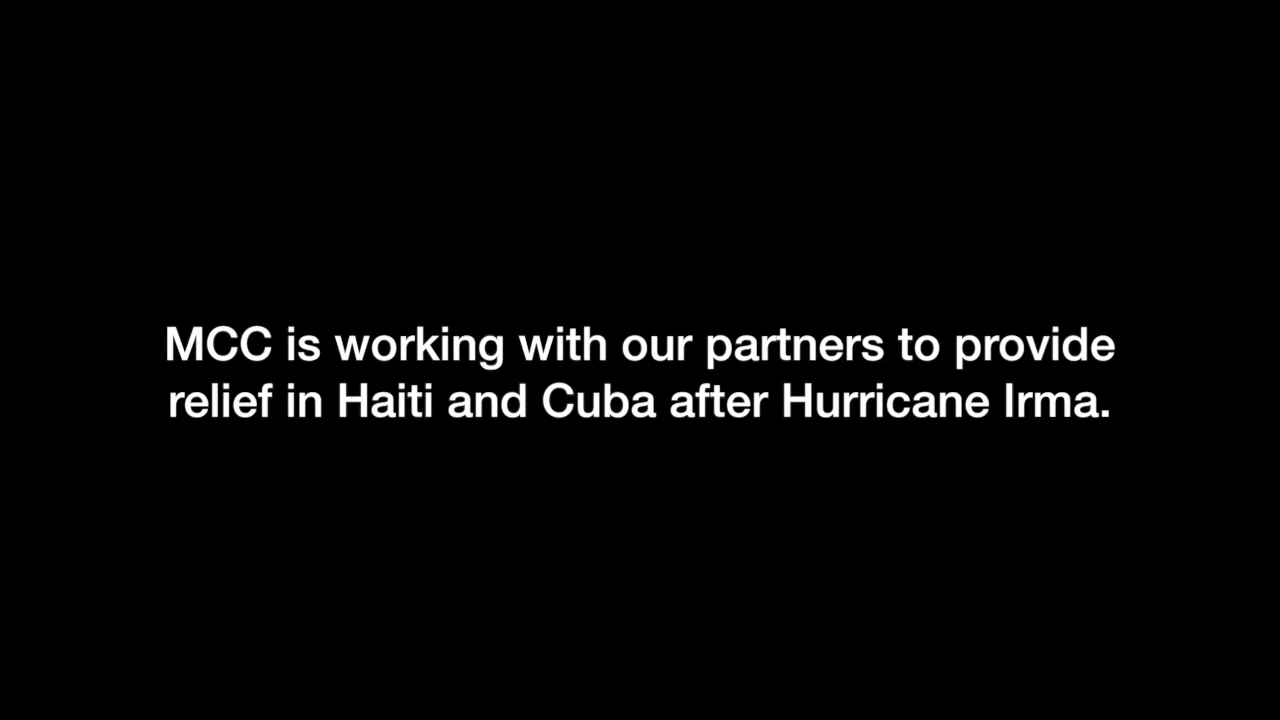 MCC is working with our partners to provide
relief in Haiti and Cuba after Hurricane Irma.